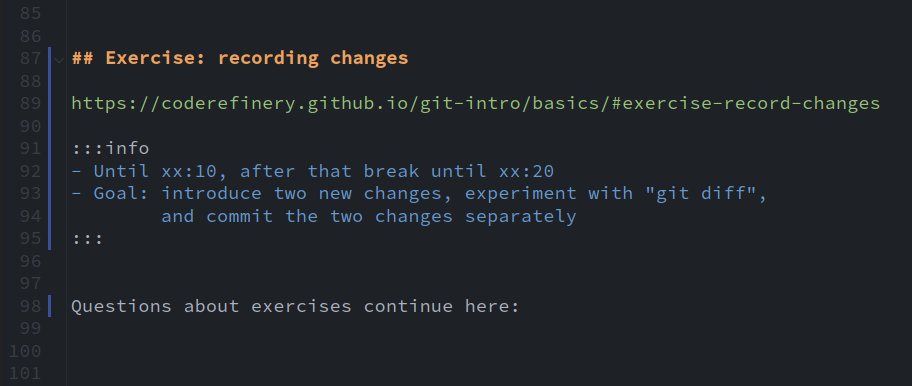 85
86
87 ## Exercise: recording changes
88
89 https://coderefinery.github.io/git-intro/basics/#exercise-record-changes
90
91 :::info
92 - Until xx:10, after that break until xx:20
93 - Goal: introduce two new changes, experiment with "git diff",
94         and commit the two changes separately
95 :::
96
97
98 Questions about exercises continue here:
99
100
101